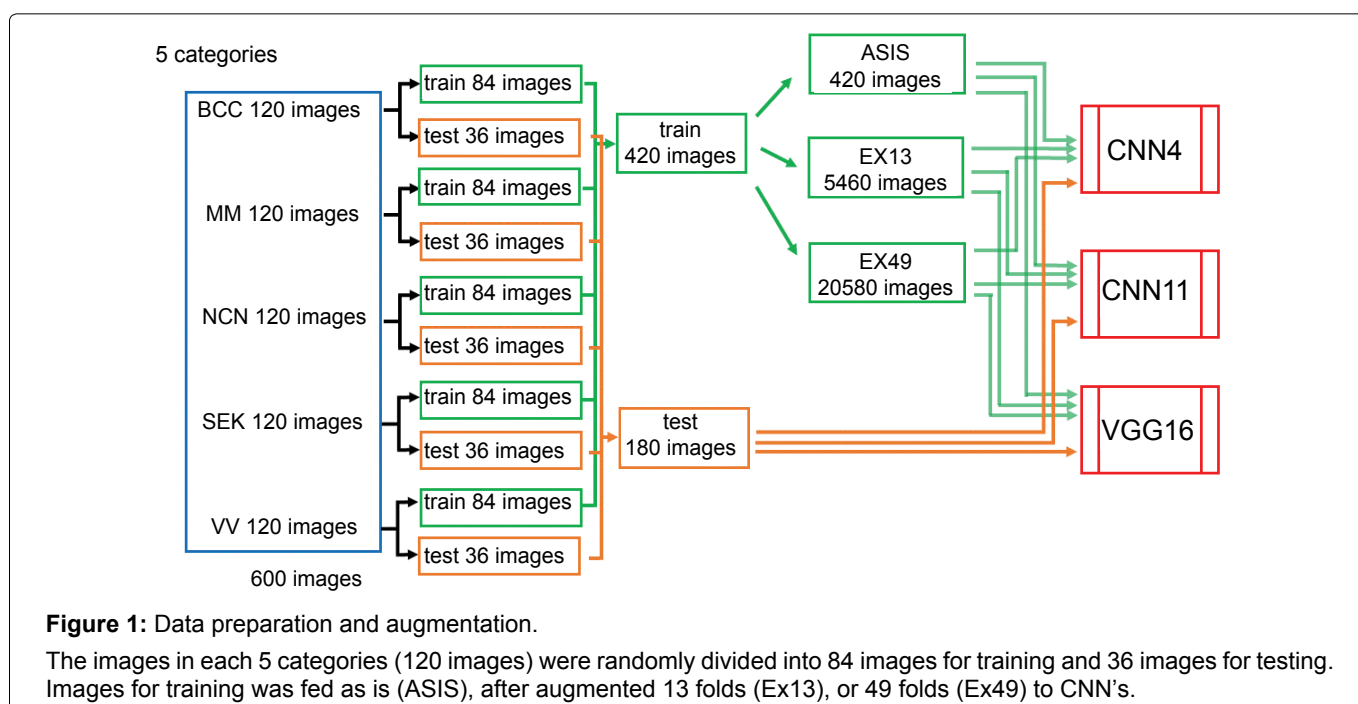 5 categories
BCC 120 images
MM 120 images
NCN 120 images
SEK 120 images
VV 120 images
600 images
train 84 images
test 36 images
train 84 images
test 36 images
train 84 images
test 36 images
train 84 images
test 36 images
train 84 images
test 36 images
train
420 images
test
180 images
ASIS
420 images
EX13
5460 images
EX49
20580 images
CNN4
CNN11
VGG16
Figure 1: Data preparation and augmentation.
The images in each 5 categories (120 images) were randomly divided into 84 images for training and 36 images for testing.
Images for training was fed as is (ASIS), after augmented 13 folds (Ex13), or 49 folds (Ex49) to CNN's.